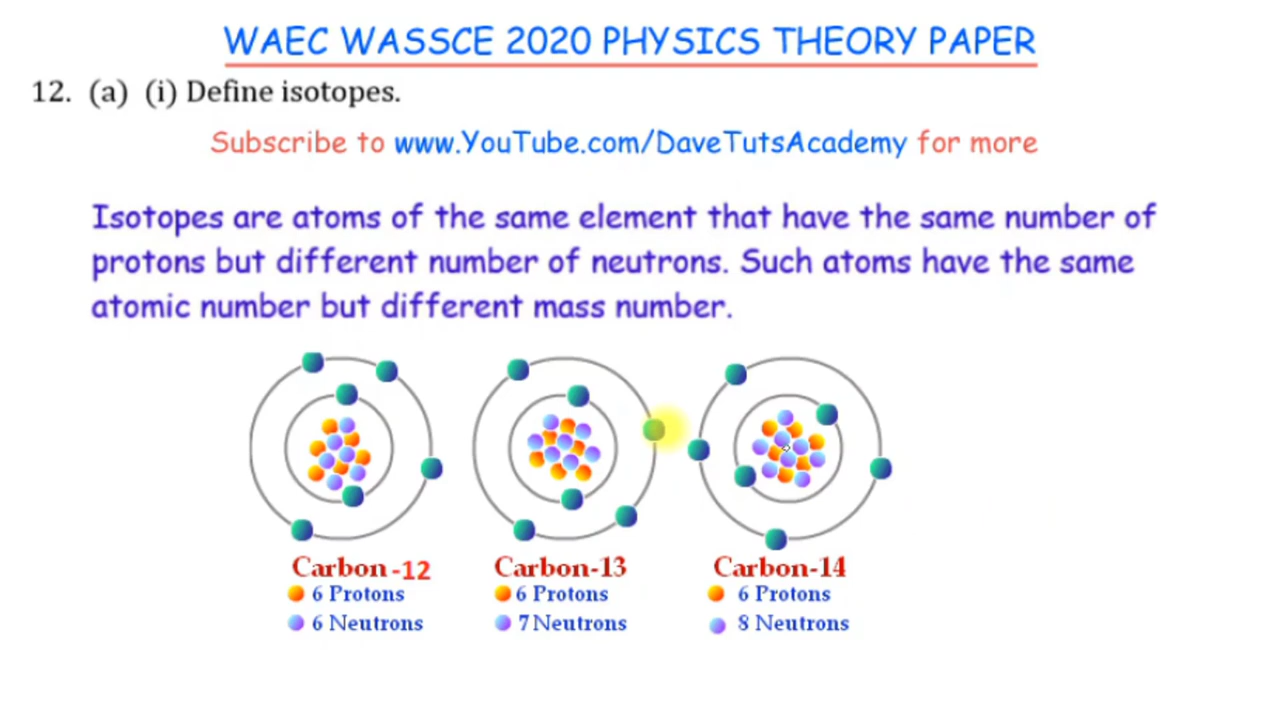 WAEC WASSCE 2020 PHYSICS THEORY PAPER
12. (a) (i) Define isotopes.
Subscribe to www.YouTube.com/DaveTutsAcademy for more
Isotopes are atoms of the same element that have the same number of
protons but different number of neutrons. Such atoms have the same
atomic number but different mass number.
Carbon -12
6 Protons
6 Neutrons
Carbon-13
6 Protons
7 Neutrons
Carbon-14
6 Protons
8 Neutrons